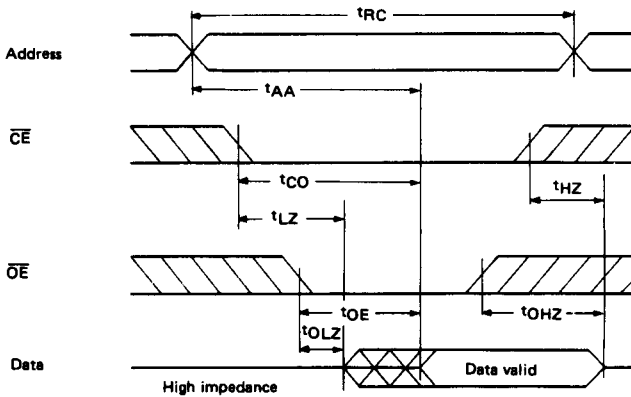 tRC
Address
tAA
CE
tCO
tHZ
tLZ
OE
tOE
tOHZ
tOLZ
Data
Data valid
High impedance